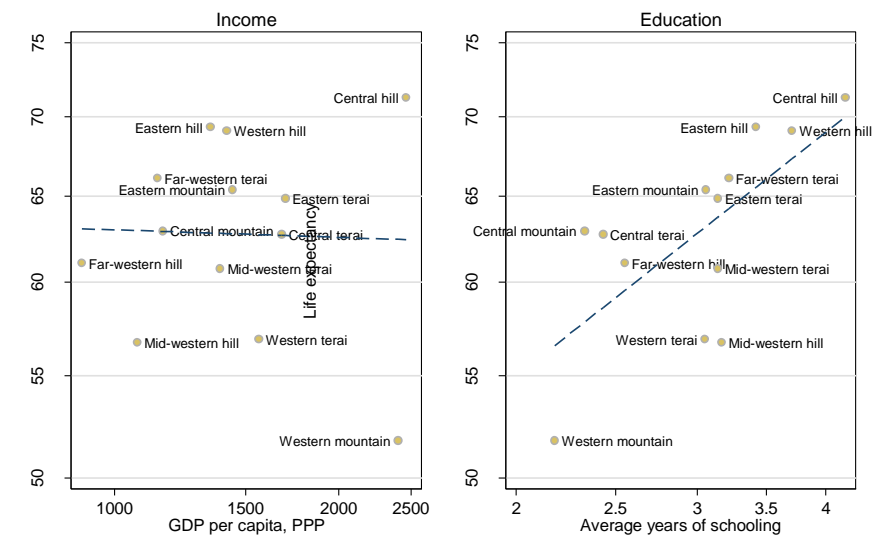 Income
75
70
65
60
55
50
Central hill
Eastern hill
Western hill
Far-western terai
Eastern mountain
Eastern terai
Central mountain
Central terai
Far-western hill
Mid-western terai
Mid-western hill
Western terai
Western mountain
1000 1500 2000 2500
GDP per capita, PPP
Life expectancy
Education
75
70
65
60
55
50
Central hill
Eastern hill
Western hill
Far-western terai
Eastern mountain
Eastern terai
Central mountain
Central terai
Far-western hill
Mid-western terai
Western terai
Mid-western hill
Western mountain
2 2.5 3 3.5 4
Average years of schooling